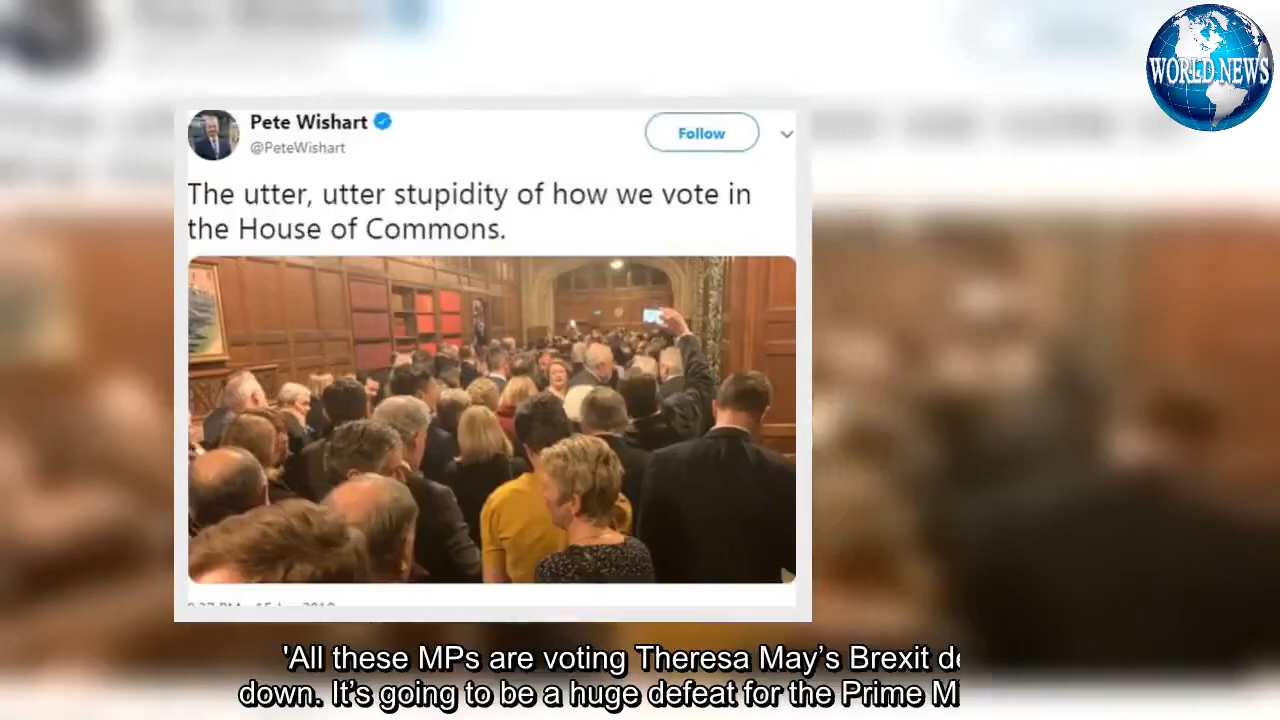 WORLD NEWS
Pete Wishart
@PeteWishart
Follow
The utter, utter stupidity of how we vote in
the House of Commons.
'All these MPs are voting Theresa May’s Brexit
down. It’s going to be a huge defeat for the Prime